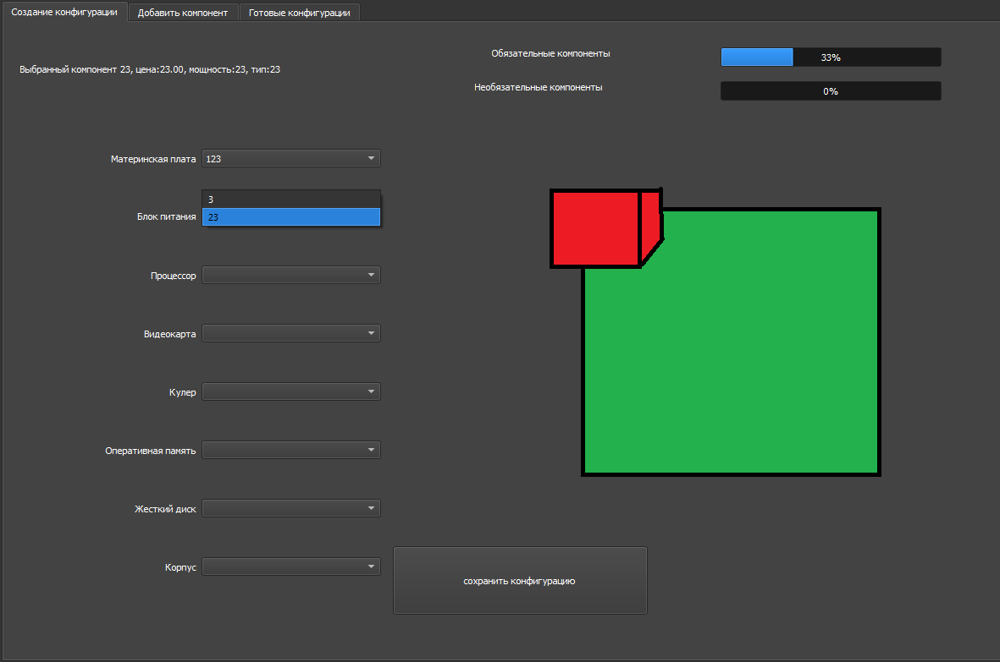 Создание конфигурации
Добавить компонент
Готовые конфигурации
Обязательные компоненты
33%
Выбранный компонент 23, цена:23.00, мощность:23, тип:23
Необязательные компоненты
0%
Материнская плата
123
3
Блок питания
23
Процессор
Видеокарта
Кулер
Оперативная память
Жесткий диск
Корпус
сохранить конфигурацию